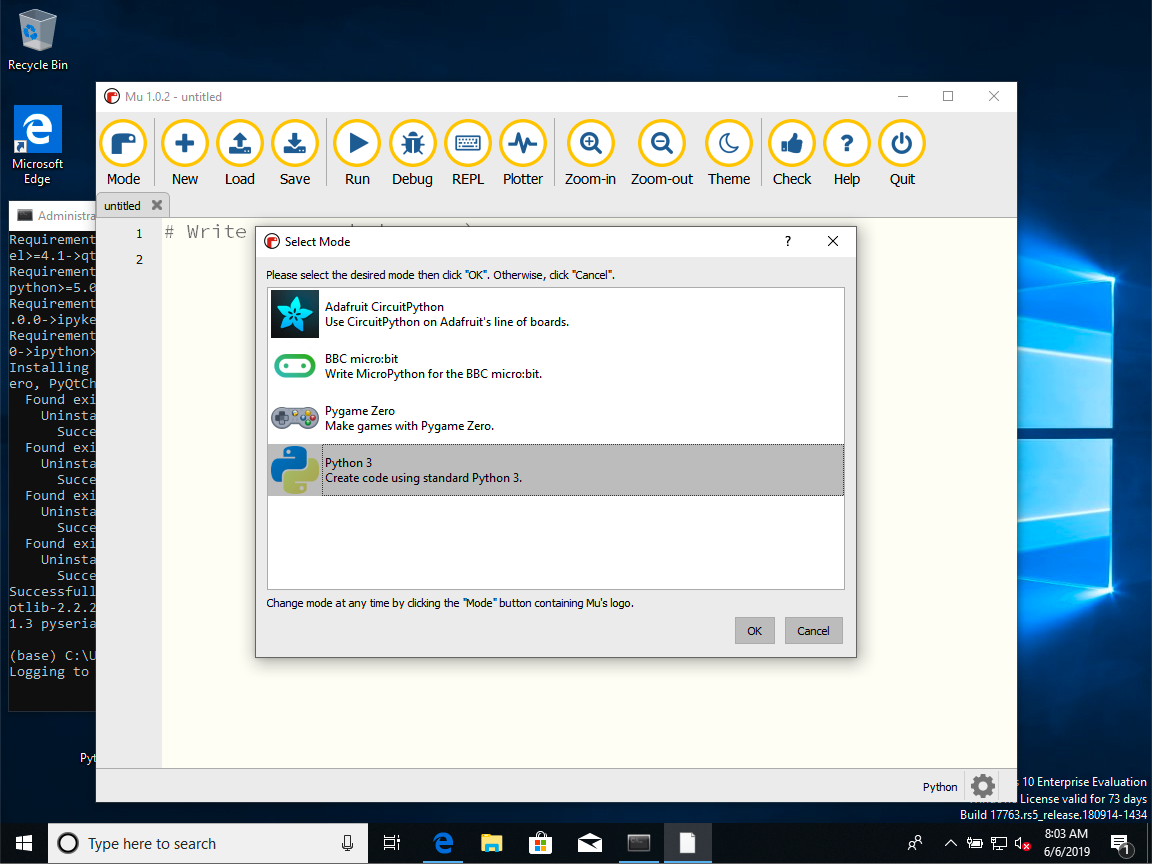 Recycle Bin
Microsoft
Edge
Mu 1.0.2 - untitled
Mode
New
Load
Save
Run
Debug
REPL
Plotter
Zoom-in
Zoom-out
Theme
Check
Help
Quit
untitled
1 # Write
2
Administra
Requirement
el>=4.1->qt
Requirement
python>=5.0
Requirement
.0.0->ipyke
Requirement
0->ipython>
Installing
ero, PyQtCh
Found exi
Uninsta
Succe
Found exi
Uninsta
Succe
Found exi
Uninsta
Succe
Found exi
Uninsta
Succe
Successfull
otlib-2.2.2
1.3 pyseria
(base) C:\U
Logging to
Select Mode
?
Please select the desired mode then click "OK". Otherwise, click "Cancel".
Adafruit CircuitPython
Use CircuitPython on Adafruit's line of boards.
BBC micro:bit
Write MicroPython for the BBC micro:bit.
Pygame Zero
Make games with Pygame Zero.
Python 3
Create code using standard Python 3.
Change mode at any time by clicking the "Mode" button containing Mu's logo.
OK
Cancel
Pyt
Python
10 Enterprise Evaluation
License valid for 73 days
Build 17763.rs5_release.180914-1434
Type here to search
8:03 AM
6/6/2019
1